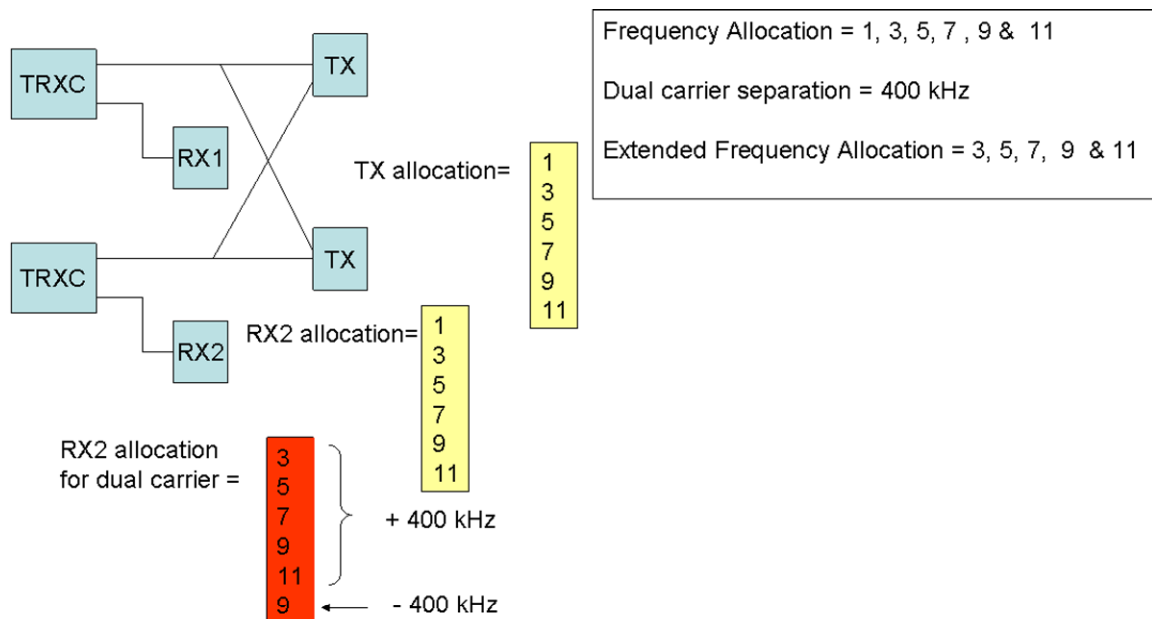 Frequency Allocation = 1, 3, 5, 7 , 9 & 11
Dual carrier separation = 400 kHz
Extended Frequency Allocation = 3, 5, 7, 9 & 11
TRXC
TX
RX1
TX allocation=
1
3
5
7
9
11
TRXC
TX
RX2
RX2 allocation=
1
3
5
7
9
11
RX2 allocation
for dual carrier =
3
5
7
9
11
9
+ 400 kHz
- 400 kHz